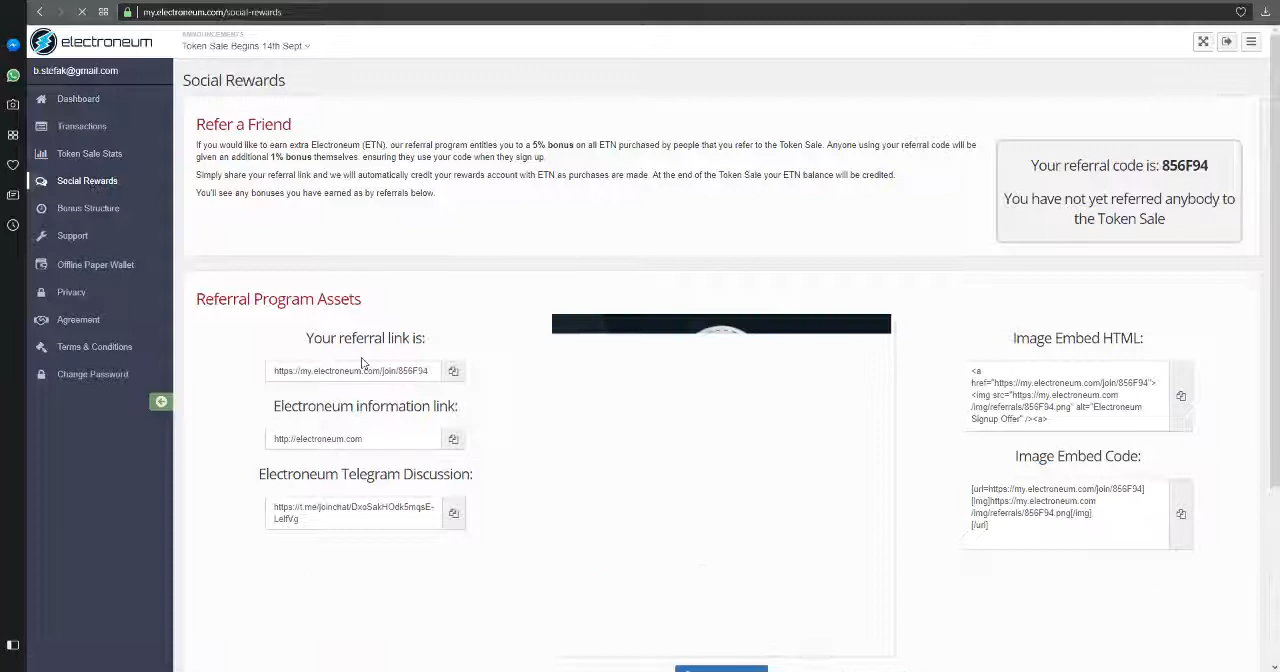 my.electroneum.com/social-rewards
electroneum
ANNOUNCEMENTS
Token Sale Begins 14th Sept
b.stefak@gmail.com
Dashboard
Transactions
Token Sale Stats
Social Rewards
Bonus Structure
Support
Offline Paper Wallet
Privacy
Agreement
Terms & Conditions
Change Password
Social Rewards
Refer a Friend
If you would like to earn extra Electroneum (ETN), our referral program entitles you to a 5% bonus on all ETN purchased by people that you refer to the Token Sale. Anyone using your referral code will be
given an additional 1% bonus themselves, ensuring they use your code when they sign up.
Simply share your referral link and we will automatically credit your rewards account with ETN as purchases are made. At the end of the Token Sale your ETN balance will be credited.
You'll see any bonuses you have earned as by referrals below.
Your referral code is: 856F94
You have not yet referred anybody to
the Token Sale
Referral Program Assets
Your referral link is:
https://my.electroneum.com/join/856F94
Electroneum information link:
http://electroneum.com
Electroneum Telegram Discussion:
https://t.me/joinchat/DxoSakHOdk5mqsE-
LelfVg
Image Embed HTML:
<a
href="https://my.electroneum.com/join/856F94">
<img src="https://my.electroneum.com
/img/referrals/856F94.png" alt="Electroneum
Signup Offer" /><a>
Image Embed Code:
[url=https://my.electroneum.com/join/856F94]
[img]https://my.electroneum.com
/img/referrals/856F94.png[/img]
[/url]